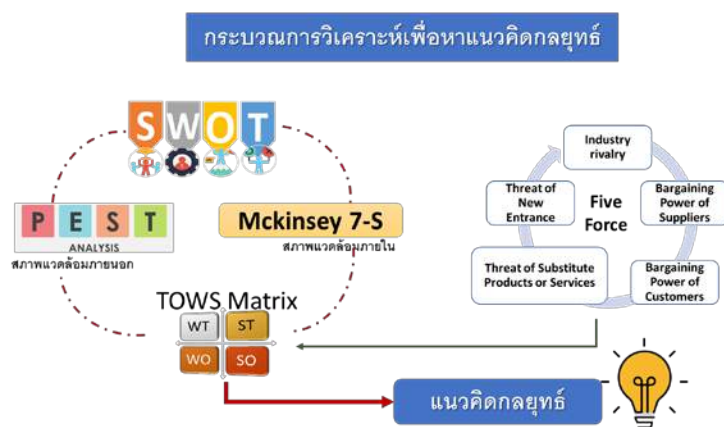 กระบวณการวิเคราะห์เพื่อหาแนวคิดกลยุทธ์
SWOT
PEST
ANALYSIS
สภาพแวดล้อมภายนอก
Mckinsey 7-S
สภาพแวดล้อมภายใน
TOWS Matrix
WT ST
WO SO
Industry
rivalry
Threat of
New
Entrance
Five
Force
Bargaining
Power of
Suppliers
Threat of Substitute
Products or Services
Bargaining
Power of
Customers
แนวคิดกลยุทธ์